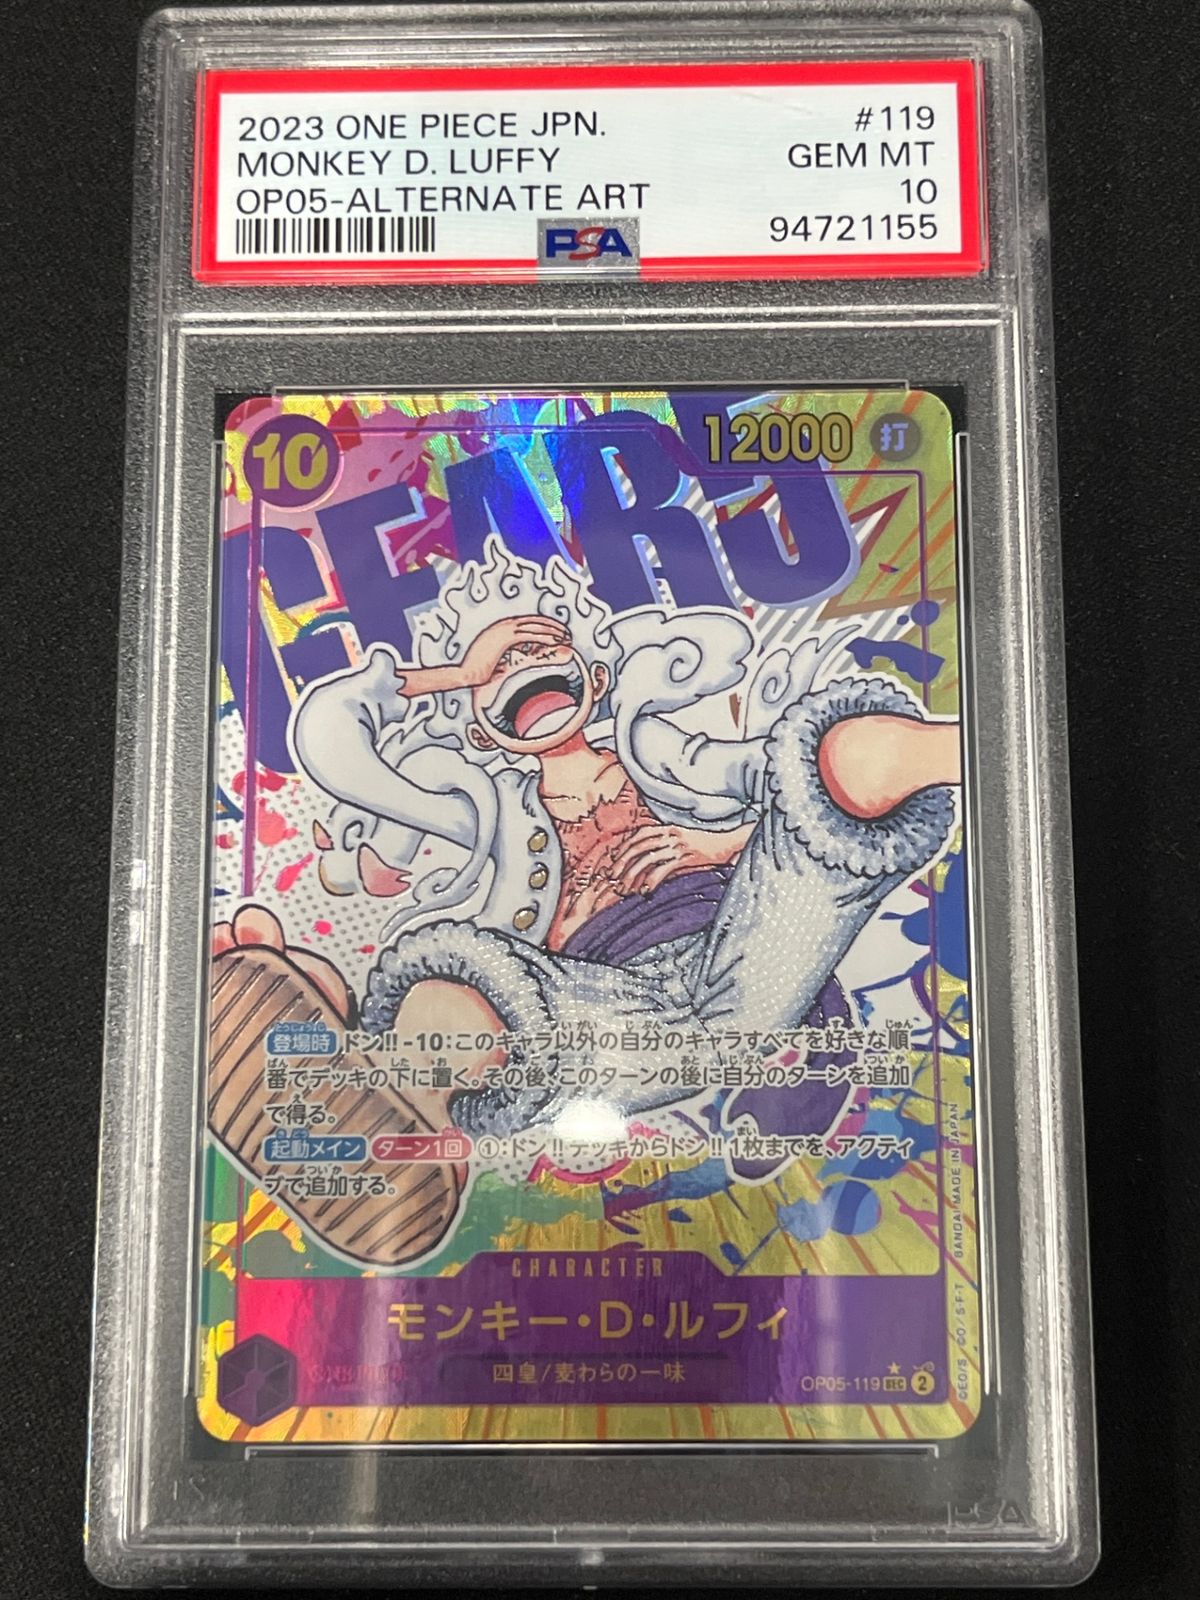 2023 ONE PIECE JPN. #119
MONKEY D. LUFFY GEM MT
OP05-ALTERNATE ART 10
PSA 94721155
10 12000 打
GEAR5
登場時 ドン!!-10:このキャラ以外の自分のキャラすべてを好きな順
番でデッキの下に置く。その後、このターンの後に自分のターンを追加
で得る。
起動メイン ターン1回 ①:ドン!!デッキからドン!!1枚までを、アクティ
ブで追加する。
CHARACTER
モンキー・D・ルフィ
四皇/麦わらの一味
OP05-119 SEC 2
©E.O/S. ©O/S・F・T BANDAI MADE IN JAPAN
PSA